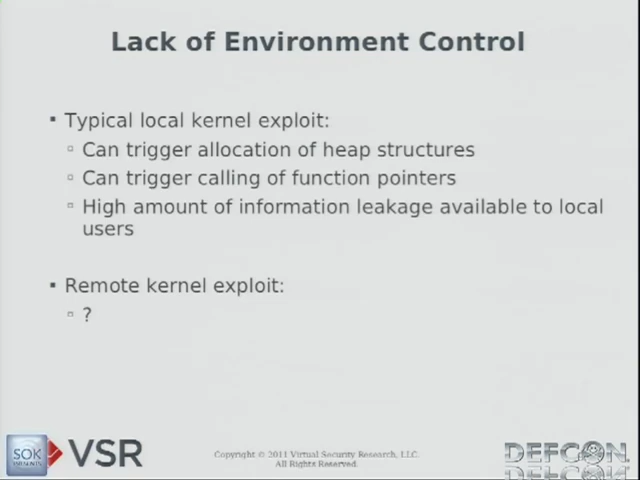 Lack of Environment Control
▪ Typical local kernel exploit:
▫ Can trigger allocation of heap structures
▫ Can trigger calling of function pointers
▫ High amount of information leakage available to local
users
▪ Remote kernel exploit:
▫ ?
SOK
VSR
Copyright © 2011 Virtual Security Research, LLC.
All Rights Reserved.
DEFCON